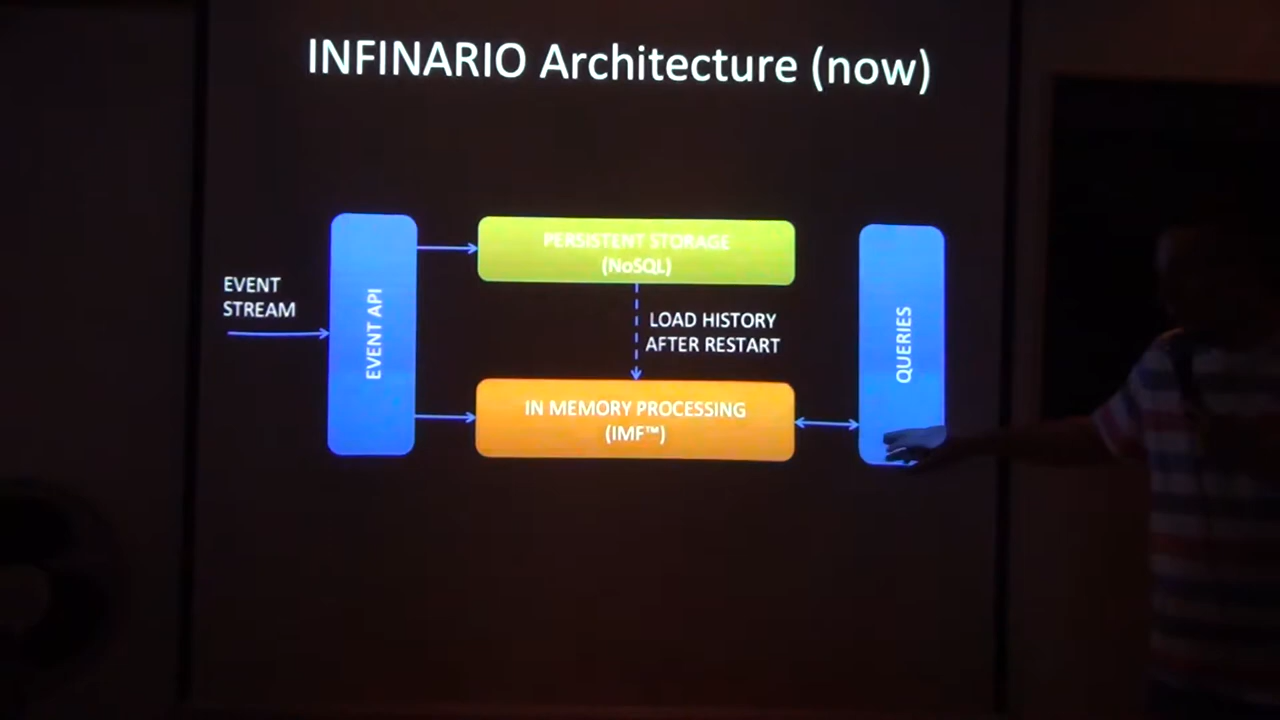 INFINARIO Architecture (now)
EVENT
STREAM
EVENT API
PERSISTENT STORAGE
(NoSQL)
LOAD HISTORY
AFTER RESTART
IN MEMORY PROCESSING
(IMF™)
QUERIES